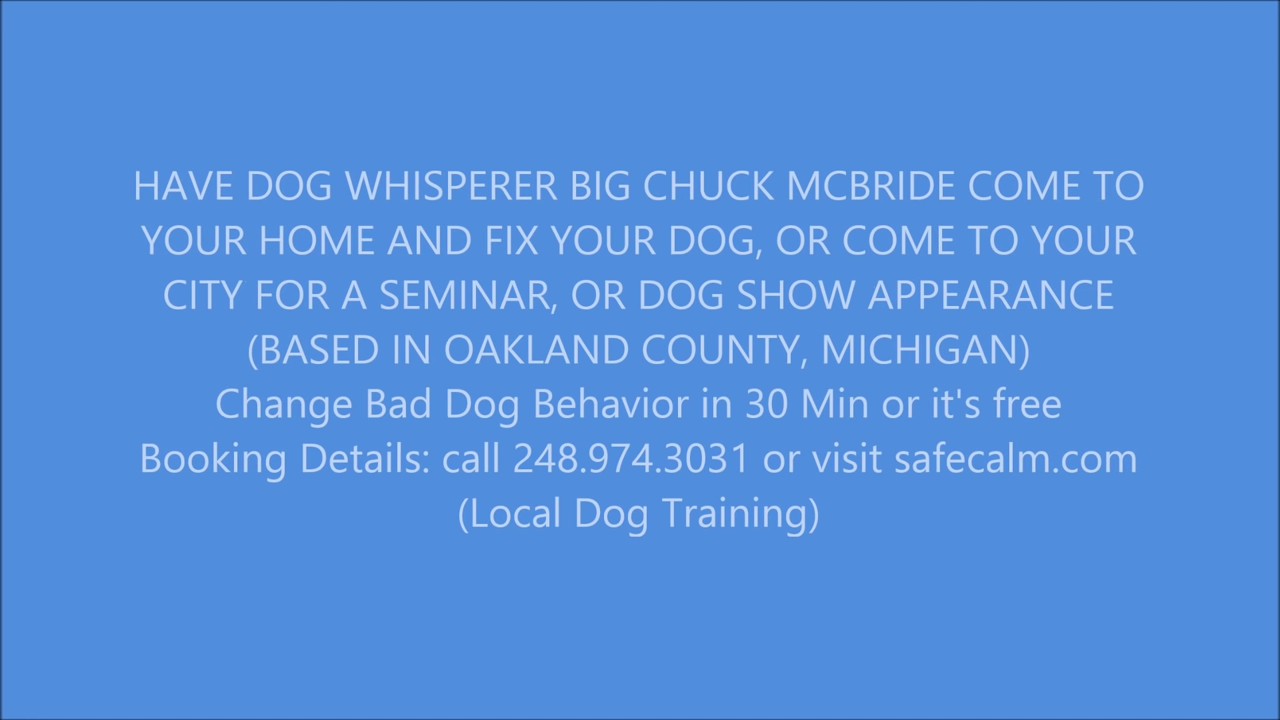 HAVE DOG WHISPERER BIG CHUCK MCBRIDE COME TO
YOUR HOME AND FIX YOUR DOG, OR COME TO YOUR
CITY FOR A SEMINAR, OR DOG SHOW APPEARANCE
(BASED IN OAKLAND COUNTY, MICHIGAN)
Change Bad Dog Behavior in 30 Min or it's free
Booking Details: call 248.974.3031 or visit safecalm.com
(Local Dog Training)